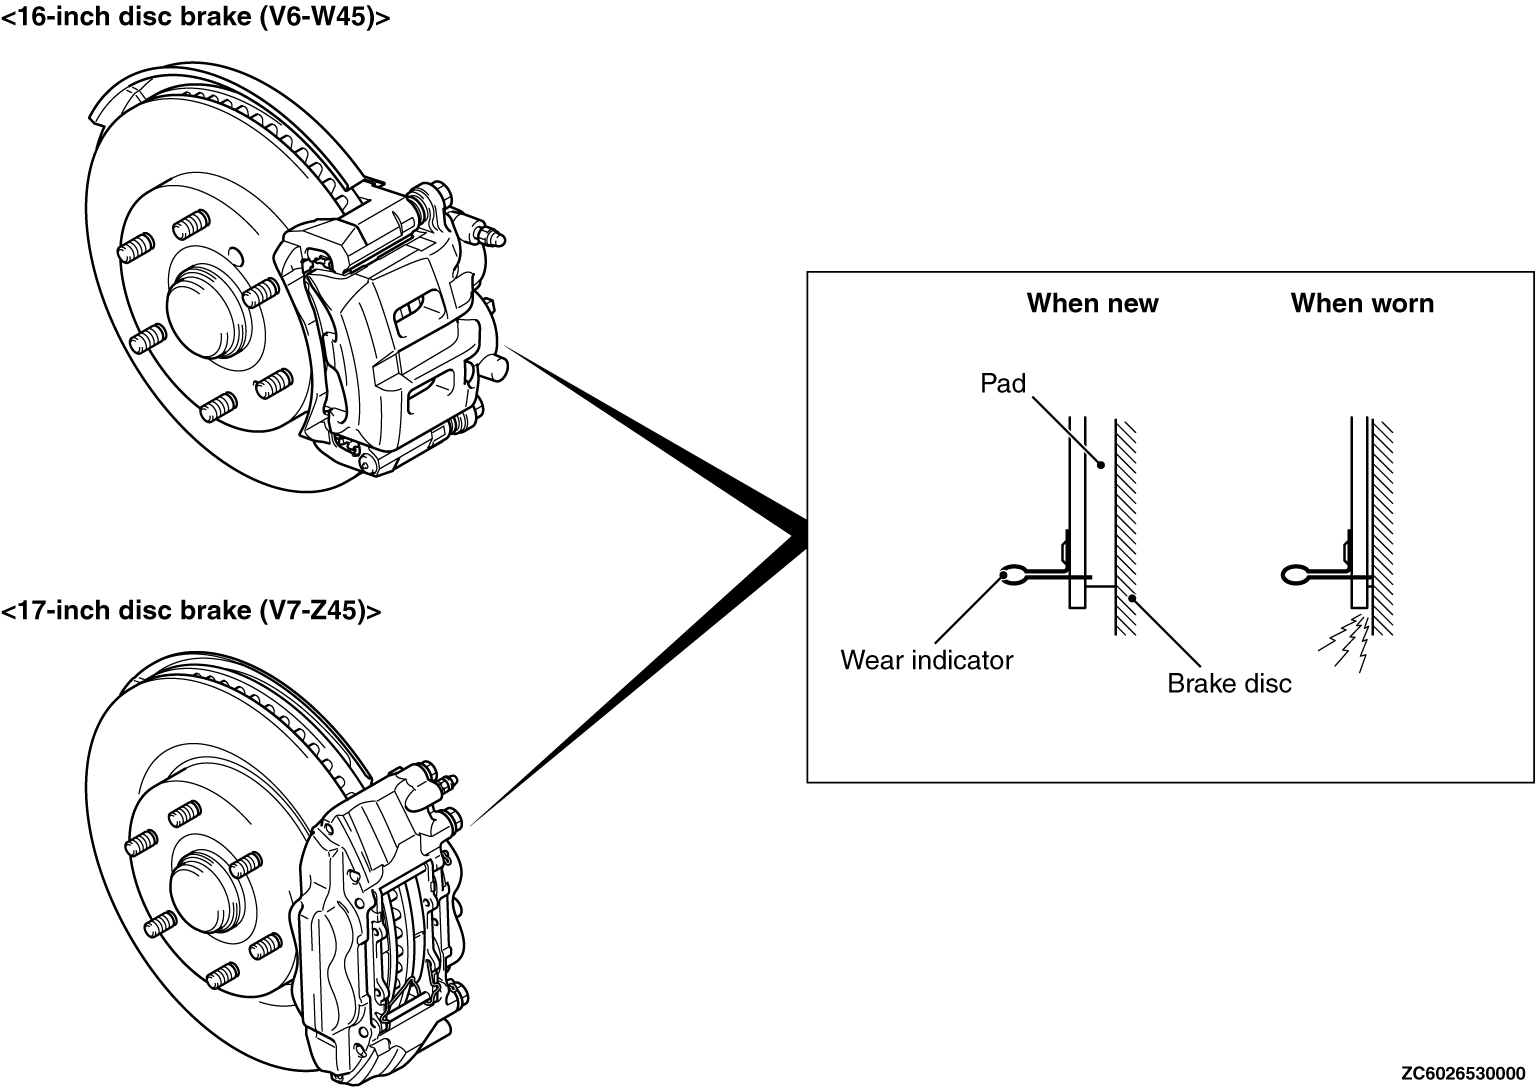 <16-inch disc brake (V6-W45)>
When new
When worn
Pad
Wear indicator
Brake disc
<17-inch disc brake (V7-Z45)>
ZC6026530000